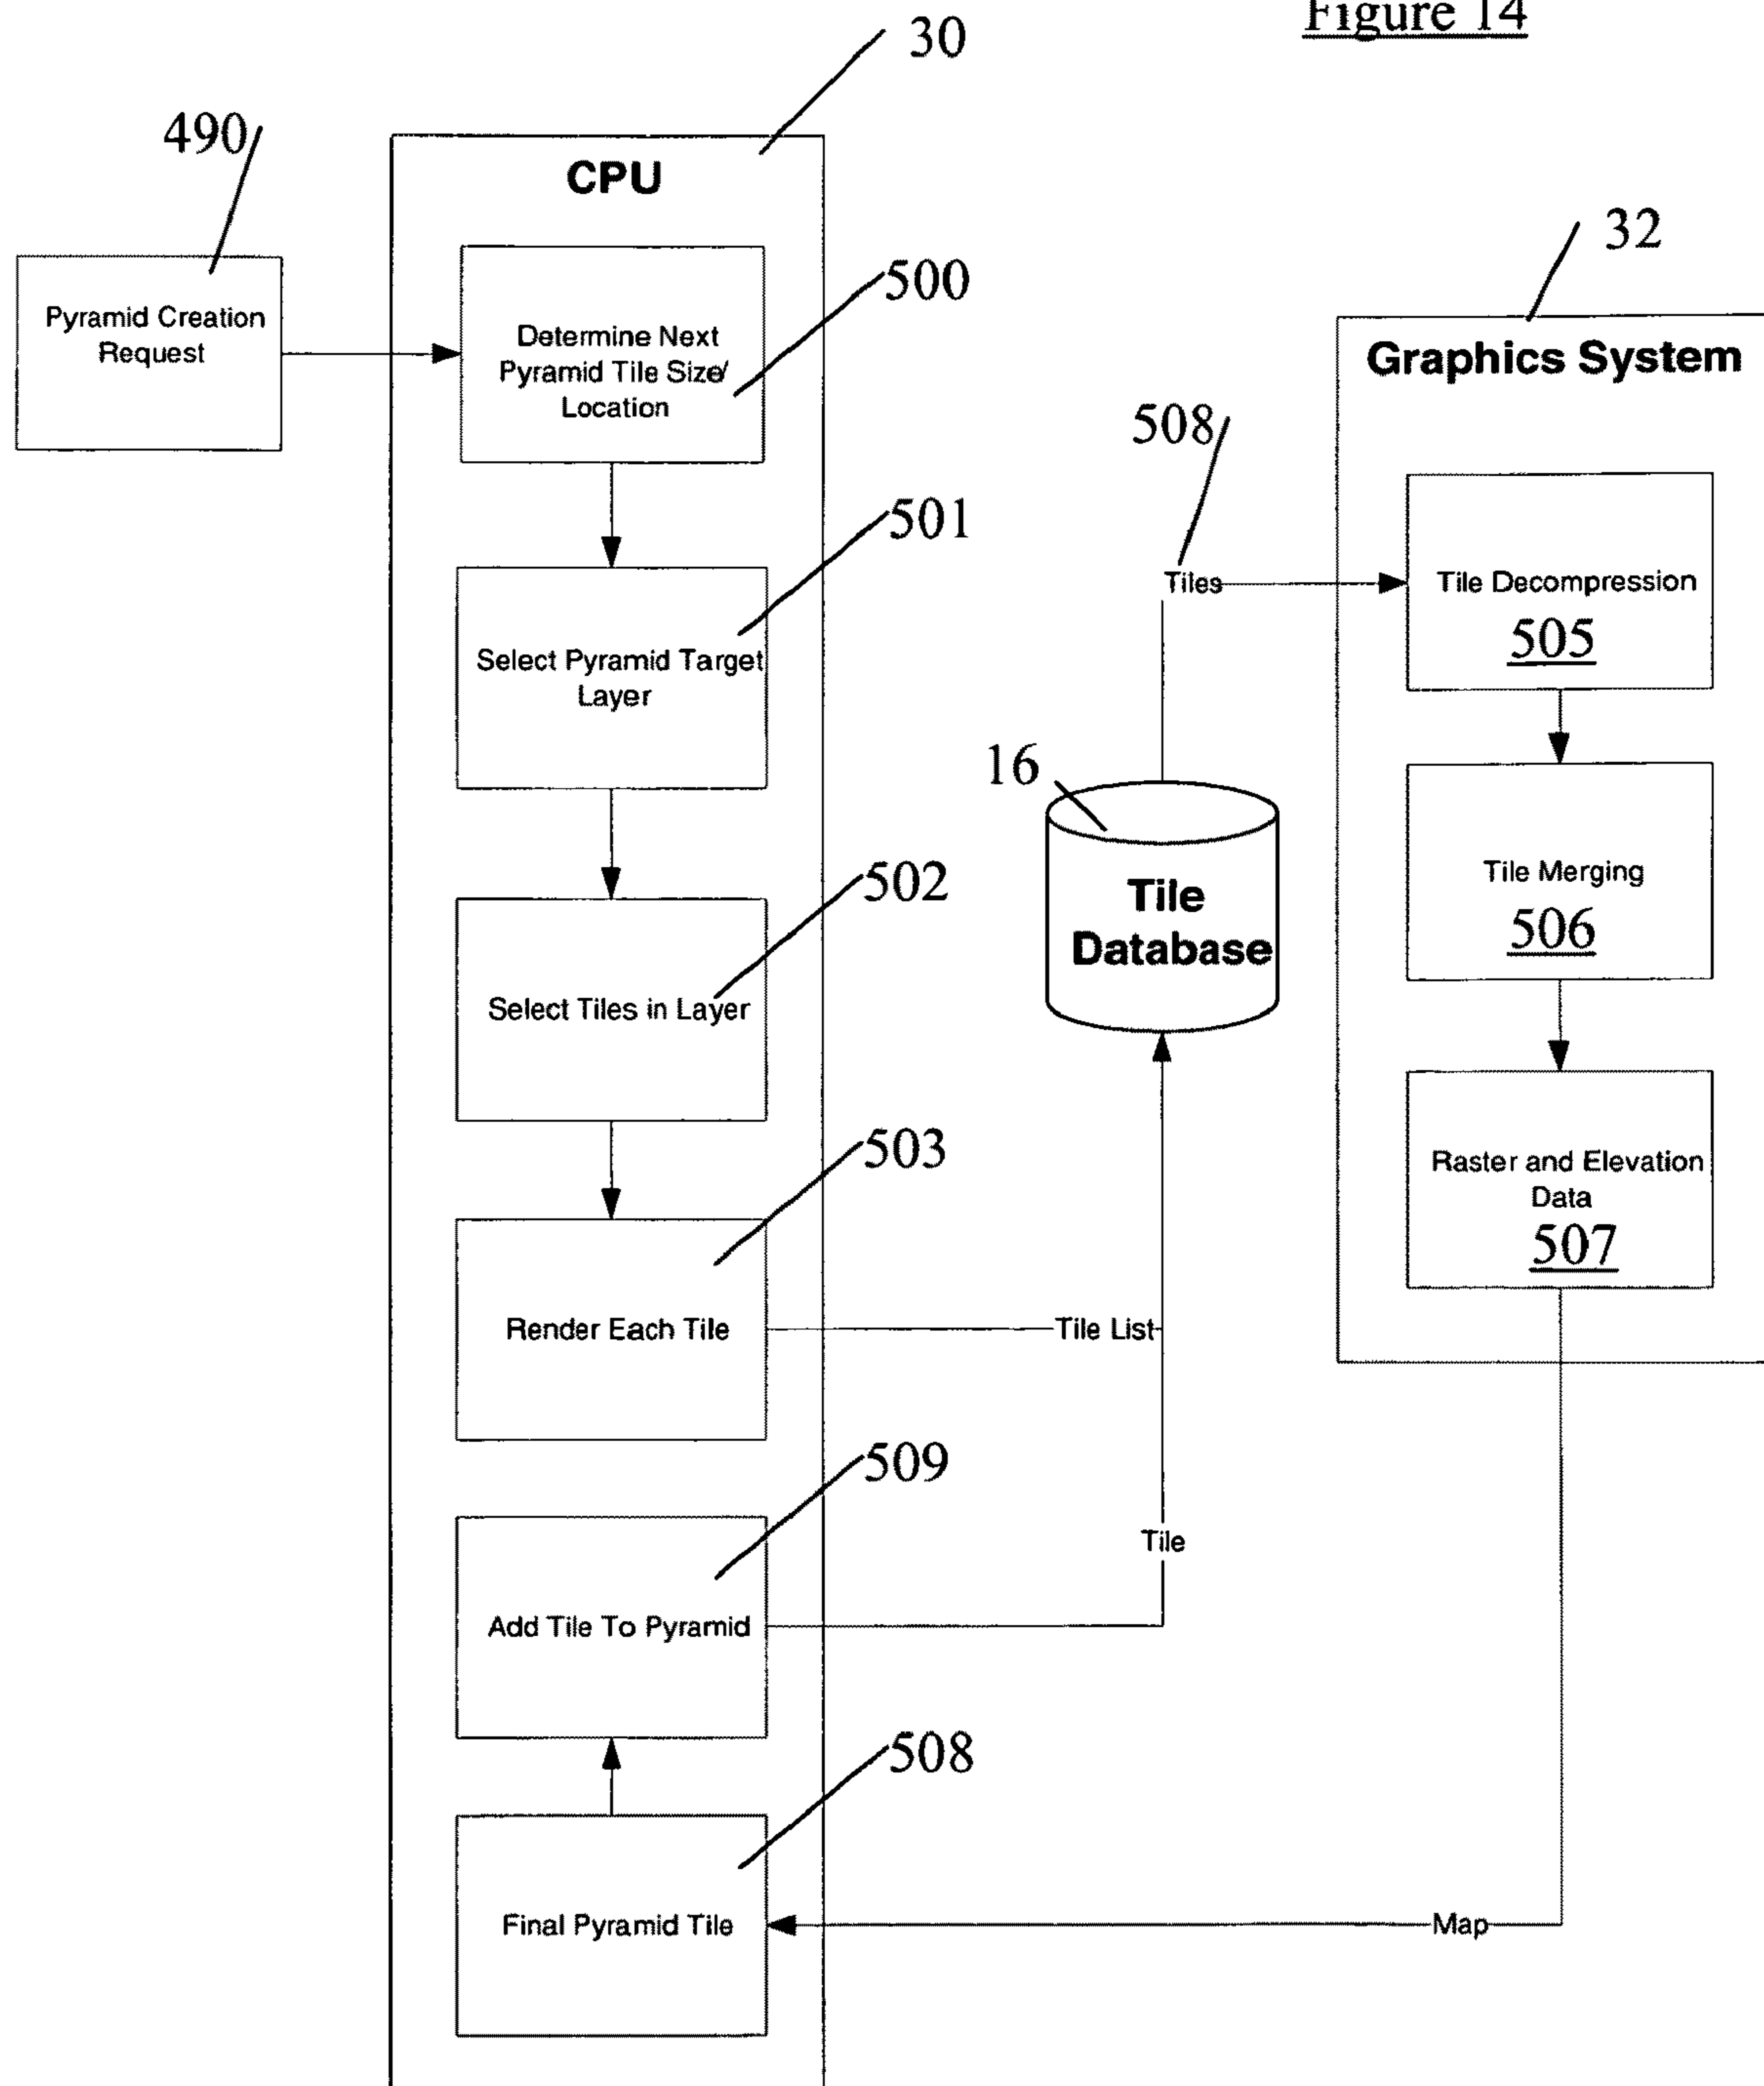 Figure 14
30
490
CPU
32
Pyramid Creation
Request
500
Determine Next
Pyramid Tile Size/
Location
Graphics System
508
501
Tiles
Tile Decompression
505
Select Pyramid Target
Layer
16
Tile
Database
Tile Merging
506
502
Select Tiles in Layer
503
Raster and Elevation
Data
507
Render Each Tile
Tile List
509
Tile
Add Tile To Pyramid
508
Final Pyramid Tile
Map